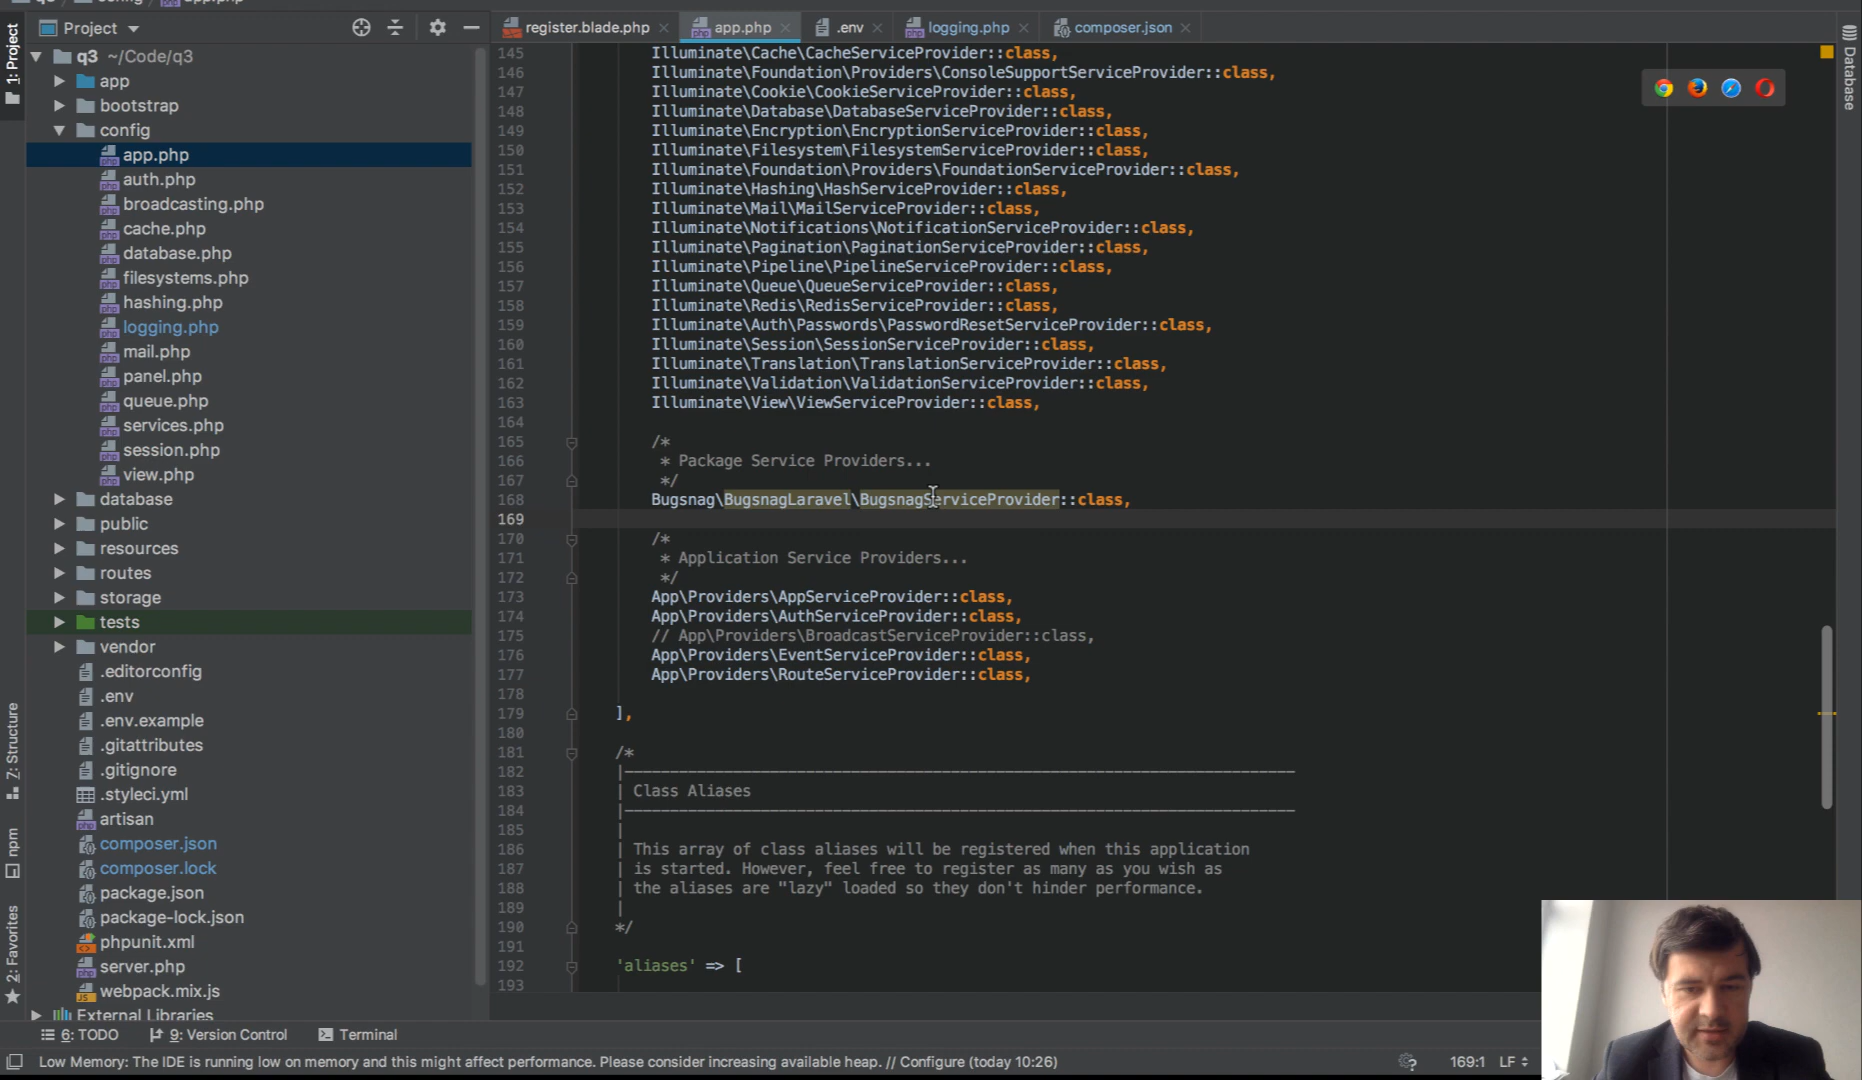 q3 config app.php
Project
register.blade.php
app.php
.env
logging.php
composer.json
1: Project
7: Structure
npm
2: Favorites
Database
q3 ~/Code/q3
app
bootstrap
config
app.php
auth.php
broadcasting.php
cache.php
database.php
filesystems.php
hashing.php
logging.php
mail.php
panel.php
queue.php
services.php
session.php
view.php
database
public
resources
routes
storage
tests
vendor
.editorconfig
.env
.env.example
.gitattributes
.gitignore
.styleci.yml
artisan
composer.json
composer.lock
package.json
package-lock.json
phpunit.xml
server.php
webpack.mix.js
External Libraries
145 Illuminate\Cache\CacheServiceProvider::class,
146 Illuminate\Foundation\Providers\ConsoleSupportServiceProvider::class,
147 Illuminate\Cookie\CookieServiceProvider::class,
148 Illuminate\Database\DatabaseServiceProvider::class,
149 Illuminate\Encryption\EncryptionServiceProvider::class,
150 Illuminate\Filesystem\FilesystemServiceProvider::class,
151 Illuminate\Foundation\Providers\FoundationServiceProvider::class,
152 Illuminate\Hashing\HashServiceProvider::class,
153 Illuminate\Mail\MailServiceProvider::class,
154 Illuminate\Notifications\NotificationServiceProvider::class,
155 Illuminate\Pagination\PaginationServiceProvider::class,
156 Illuminate\Pipeline\PipelineServiceProvider::class,
157 Illuminate\Queue\QueueServiceProvider::class,
158 Illuminate\Redis\RedisServiceProvider::class,
159 Illuminate\Auth\Passwords\PasswordResetServiceProvider::class,
160 Illuminate\Session\SessionServiceProvider::class,
161 Illuminate\Translation\TranslationServiceProvider::class,
162 Illuminate\Validation\ValidationServiceProvider::class,
163 Illuminate\View\ViewServiceProvider::class,
164
165 /*
166 * Package Service Providers...
167 */
168 Bugsnag\BugsnagLaravel\BugsnagServiceProvider::class,
169
170 /*
171 * Application Service Providers...
172 */
173 App\Providers\AppServiceProvider::class,
174 App\Providers\AuthServiceProvider::class,
175 // App\Providers\BroadcastServiceProvider::class,
176 App\Providers\EventServiceProvider::class,
177 App\Providers\RouteServiceProvider::class,
178
179 ],
180
181 /*
182 |--------------------------------------------------------------------------
183 | Class Aliases
184 |--------------------------------------------------------------------------
185 |
186 | This array of class aliases will be registered when this application
187 | is started. However, feel free to register as many as you wish as
188 | the aliases are "lazy" loaded so they don't hinder performance.
189 |
190 */
191
192 'aliases' => [
193
6: TODO
9: Version Control
Terminal
Low Memory: The IDE is running low on memory and this might affect performance. Please consider increasing available heap. // Configure (today 10:26)
169:1
LF